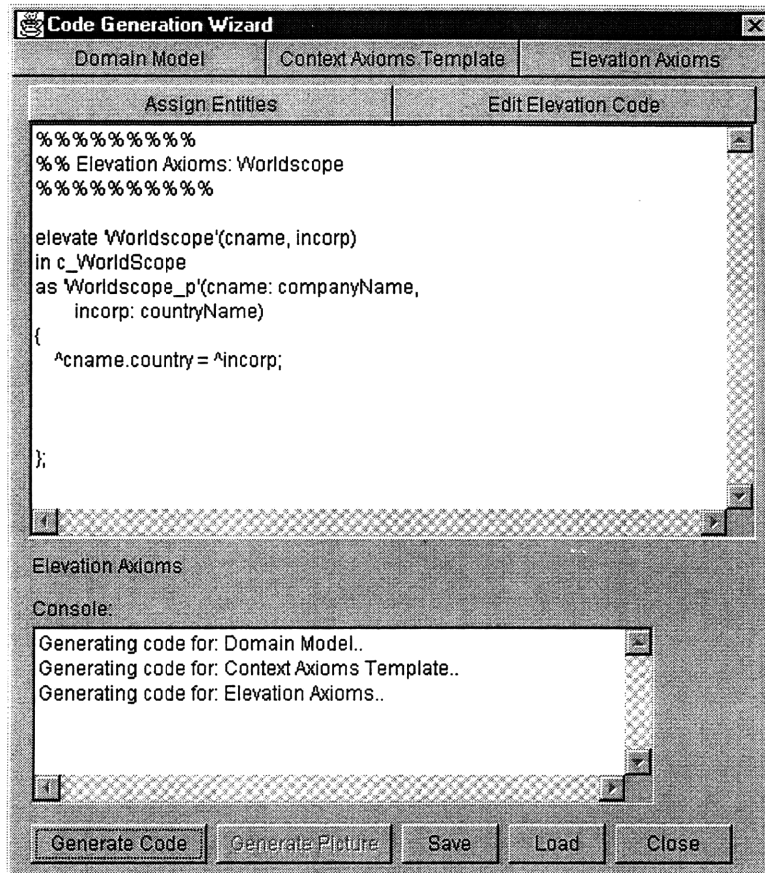 Code Generation Wizard
Domain Model Context Axioms Template Elevation Axioms
Assign Entities Edit Elevation Code
%%%%%%%%%
%% Elevation Axioms: Worldscope
%%%%%%%%%%
elevate 'Worldscope'(cname, incorp)
in c_WorldScope
as 'Worldscope_p'(cname: companyName,
incorp: countryName)
{
^cname.country = ^incorp;
};
Elevation Axioms
Console:
Generating code for: Domain Model..
Generating code for: Context Axioms Template..
Generating code for: Elevation Axioms..
Generate Code Generate Picture Save Load Close